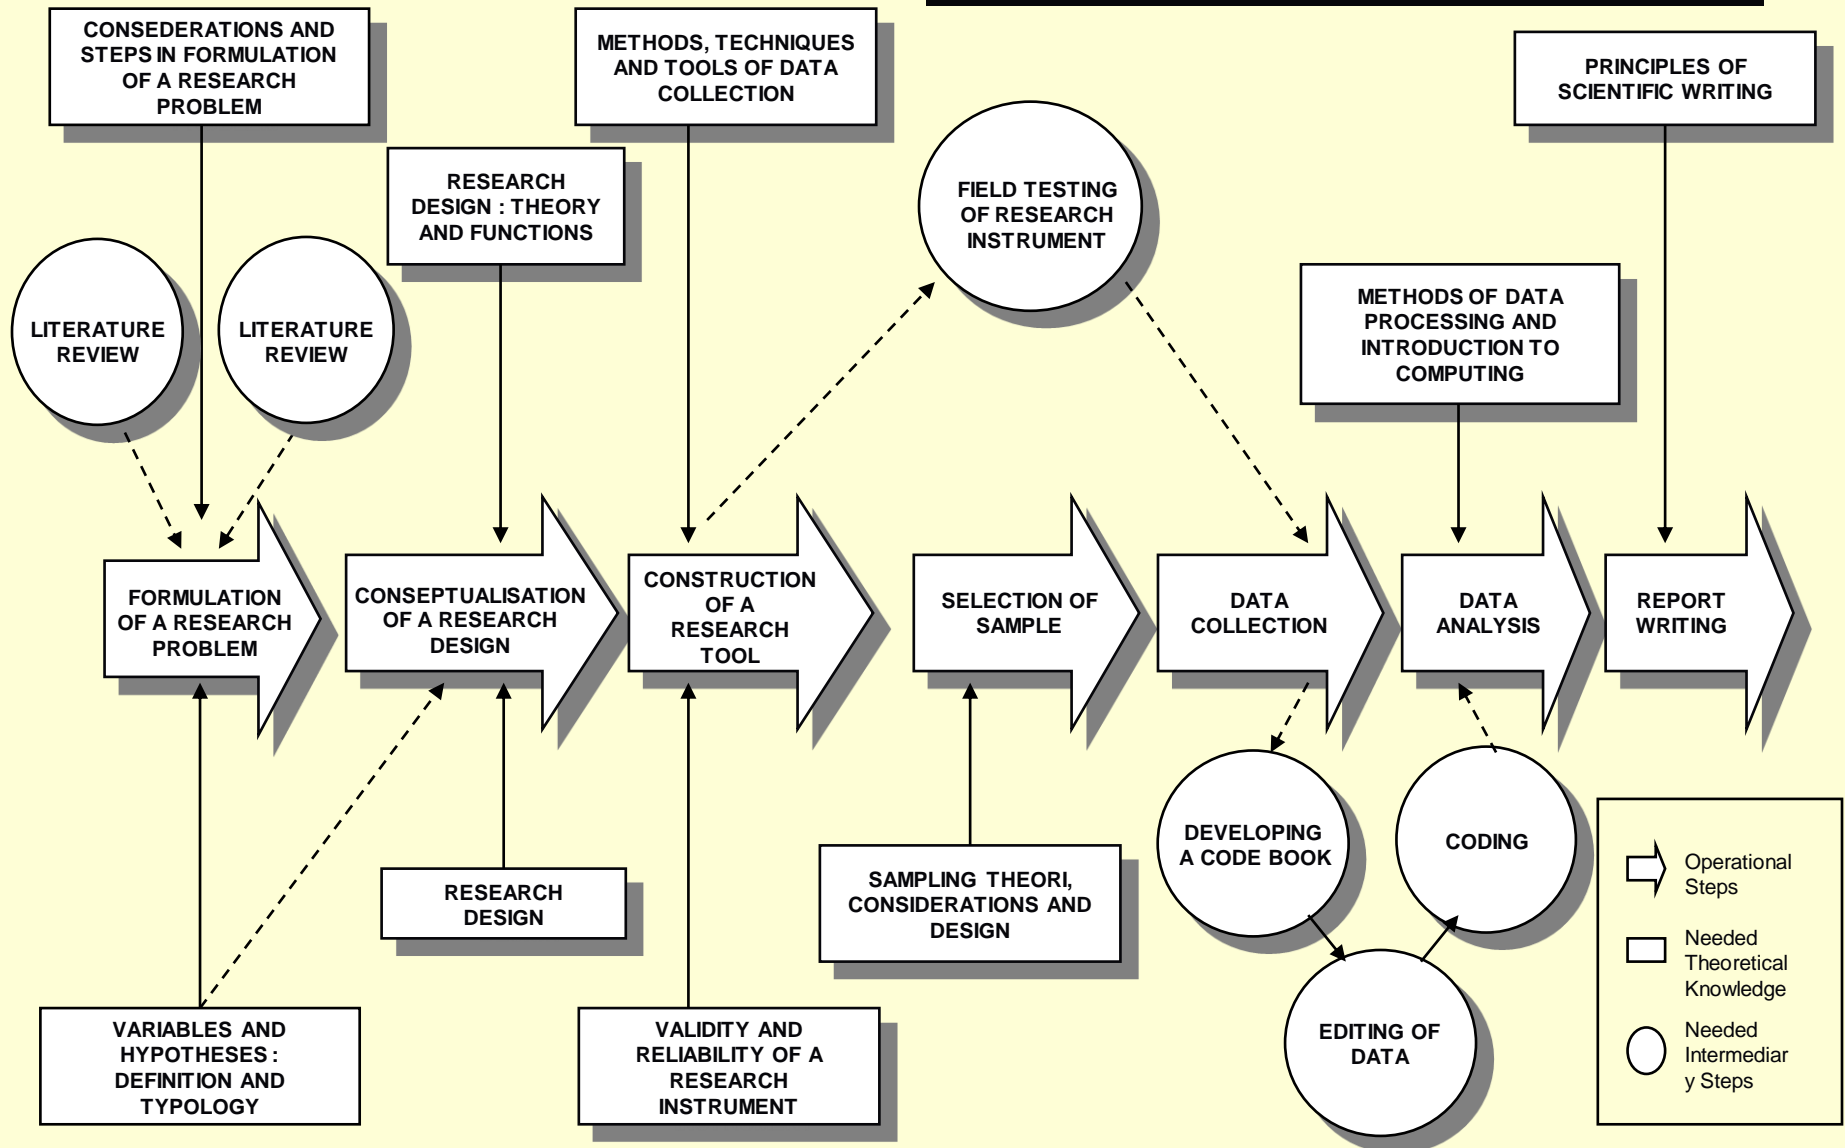 CONSEDERATIONS AND
STEPS IN FORMULATION
OF A RESEARCH
PROBLEM
METHODS, TECHNIQUES
AND TOOLS OF DATA
COLLECTION
PRINCIPLES OF
SCIENTIFIC WRITING
RESEARCH
DESIGN : THEORY
AND FUNCTIONS
FIELD TESTING
OF RESEARCH
INSTRUMENT
LITERATURE
REVIEW
LITERATURE
REVIEW
METHODS OF DATA
PROCESSING AND
INTRODUCTION TO
COMPUTING
FORMULATION
OF A RESEARCH
PROBLEM
CONSEPTUALISATION
OF A RESEARCH
DESIGN
CONSTRUCTION
OF A
RESEARCH
TOOL
SELECTION OF
SAMPLE
DATA
COLLECTION
DATA
ANALYSIS
REPORT
WRITING
RESEARCH
DESIGN
SAMPLING THEORI,
CONSIDERATIONS AND
DESIGN
DEVELOPING
A CODE BOOK
CODING
EDITING OF
DATA
VARIABLES AND
HYPOTHESES :
DEFINITION AND
TYPOLOGY
VALIDITY AND
RELIABILITY OF A
RESEARCH
INSTRUMENT
Operational
Steps
Needed
Theoretical
Knowledge
Needed
Intermediar
y Steps